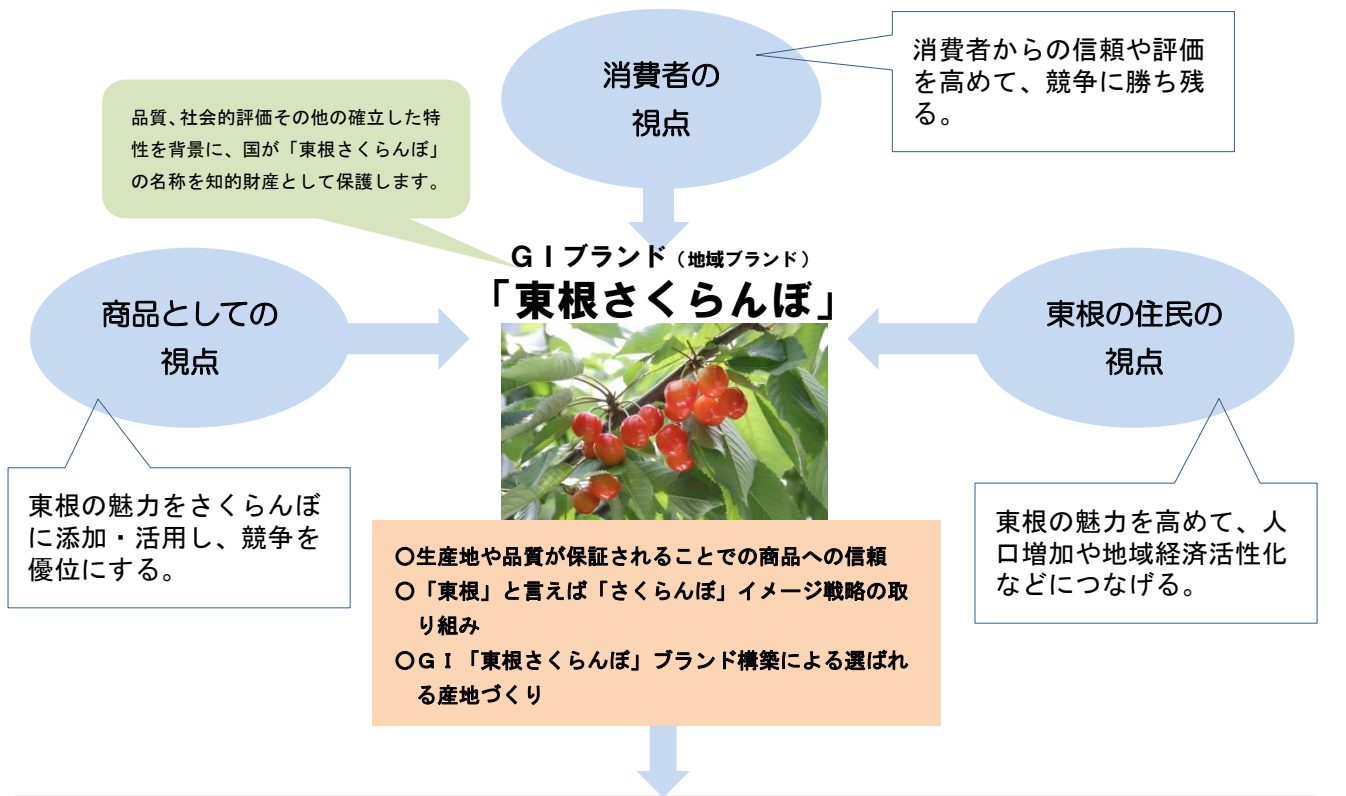 消費者の
視点
消費者からの信頼や評価
を高めて、競争に勝ち残
る。
品質、社会的評価その他の確立した特
性を背景に、国が「東根さくらんぼ」
の名称を知的財産として保護します。
ＧＩブランド（地域ブランド）
「東根さくらんぼ」
商品としての
視点
東根の住民の
視点
東根の魅力をさくらんぼ
に添加・活用し、競争を
優位にする。
東根の魅力を高めて、人
口増加や地域経済活性化
などにつなげる。
〇生産地や品質が保証されることでの商品への信頼
〇「東根」と言えば「さくらんぼ」イメージ戦略の取
り組み
〇ＧＩ「東根さくらんぼ」ブランド構築による選ばれ
る産地づくり